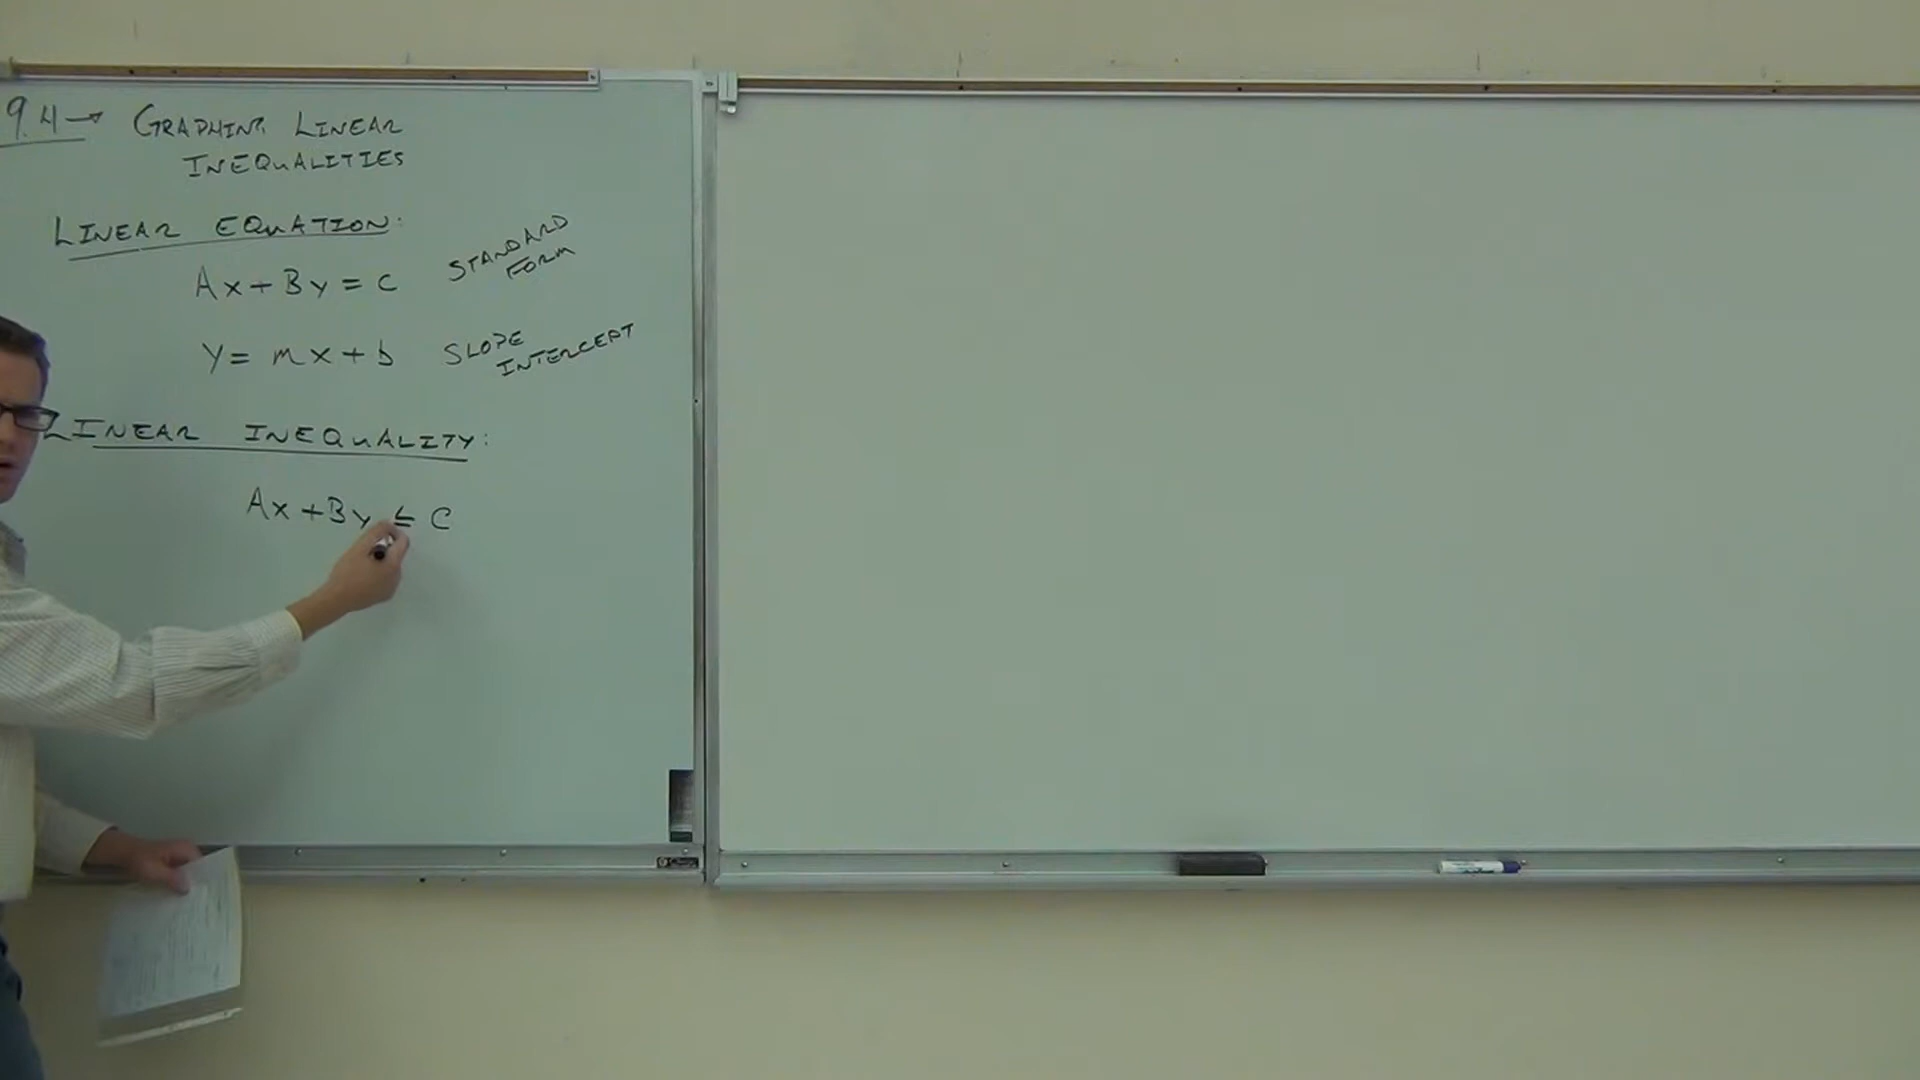 9.4→ GRAPHING LINEAR
INEQUALITIES
LINEAR EQUATION:
Ax+By=C STANDARD FORM
y=mx+b SLOPE INTERCEPT
LINEAR INEQUALITY:
Ax+By≤C